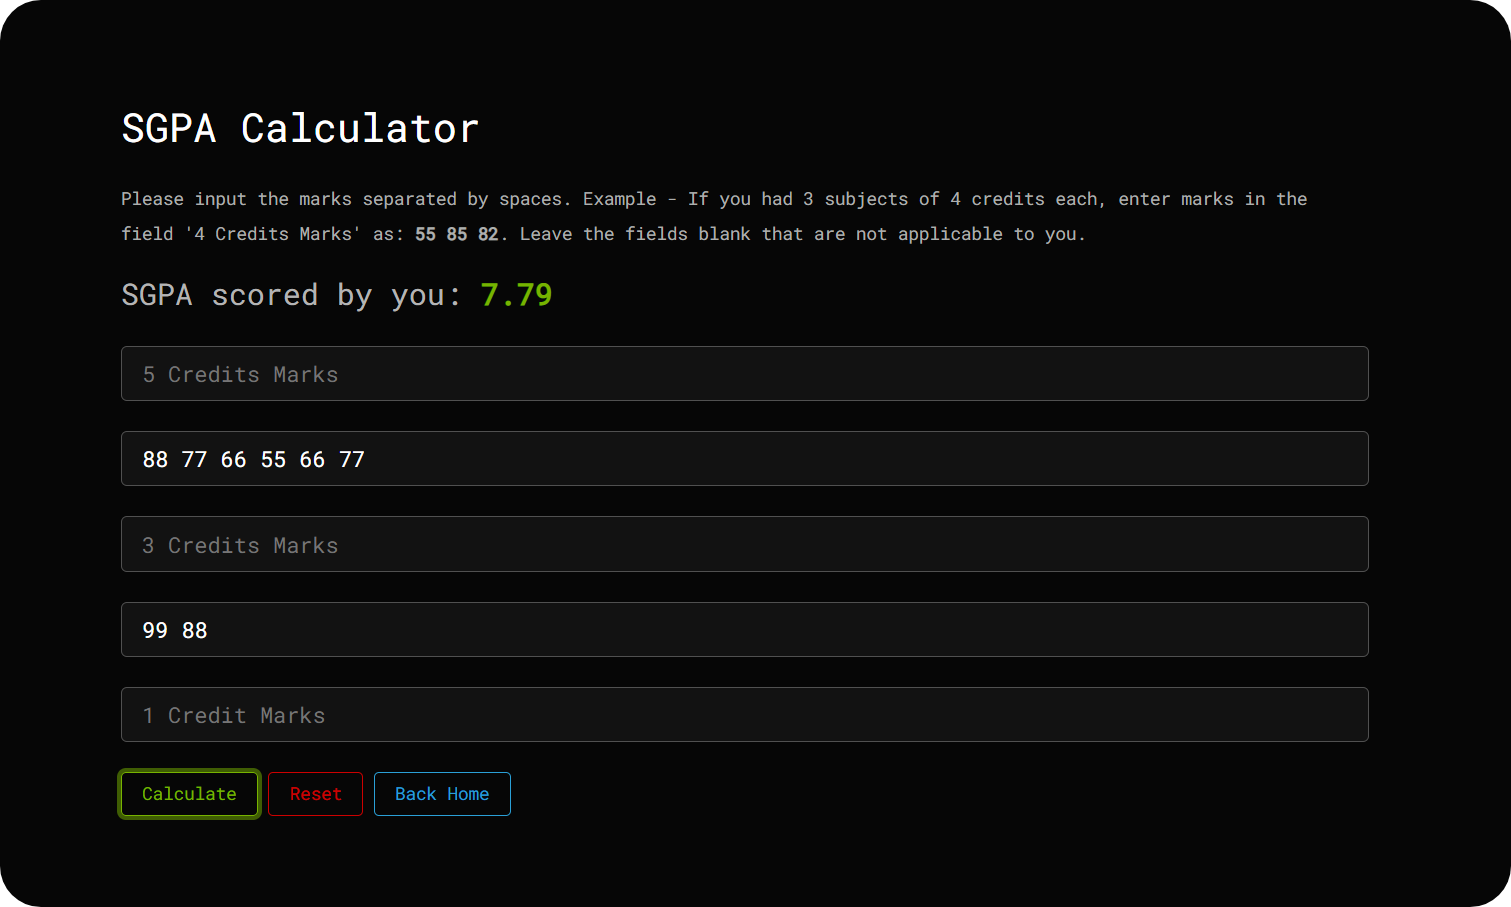 SGPA Calculator
Please input the marks separated by spaces. Example - If you had 3 subjects of 4 credits each, enter marks in the
field '4 Credits Marks' as: 55 85 82. Leave the fields blank that are not applicable to you.
SGPA scored by you: 7.79
5 Credits Marks
88 77 66 55 66 77
3 Credits Marks
99 88
1 Credit Marks
Calculate Reset Back Home